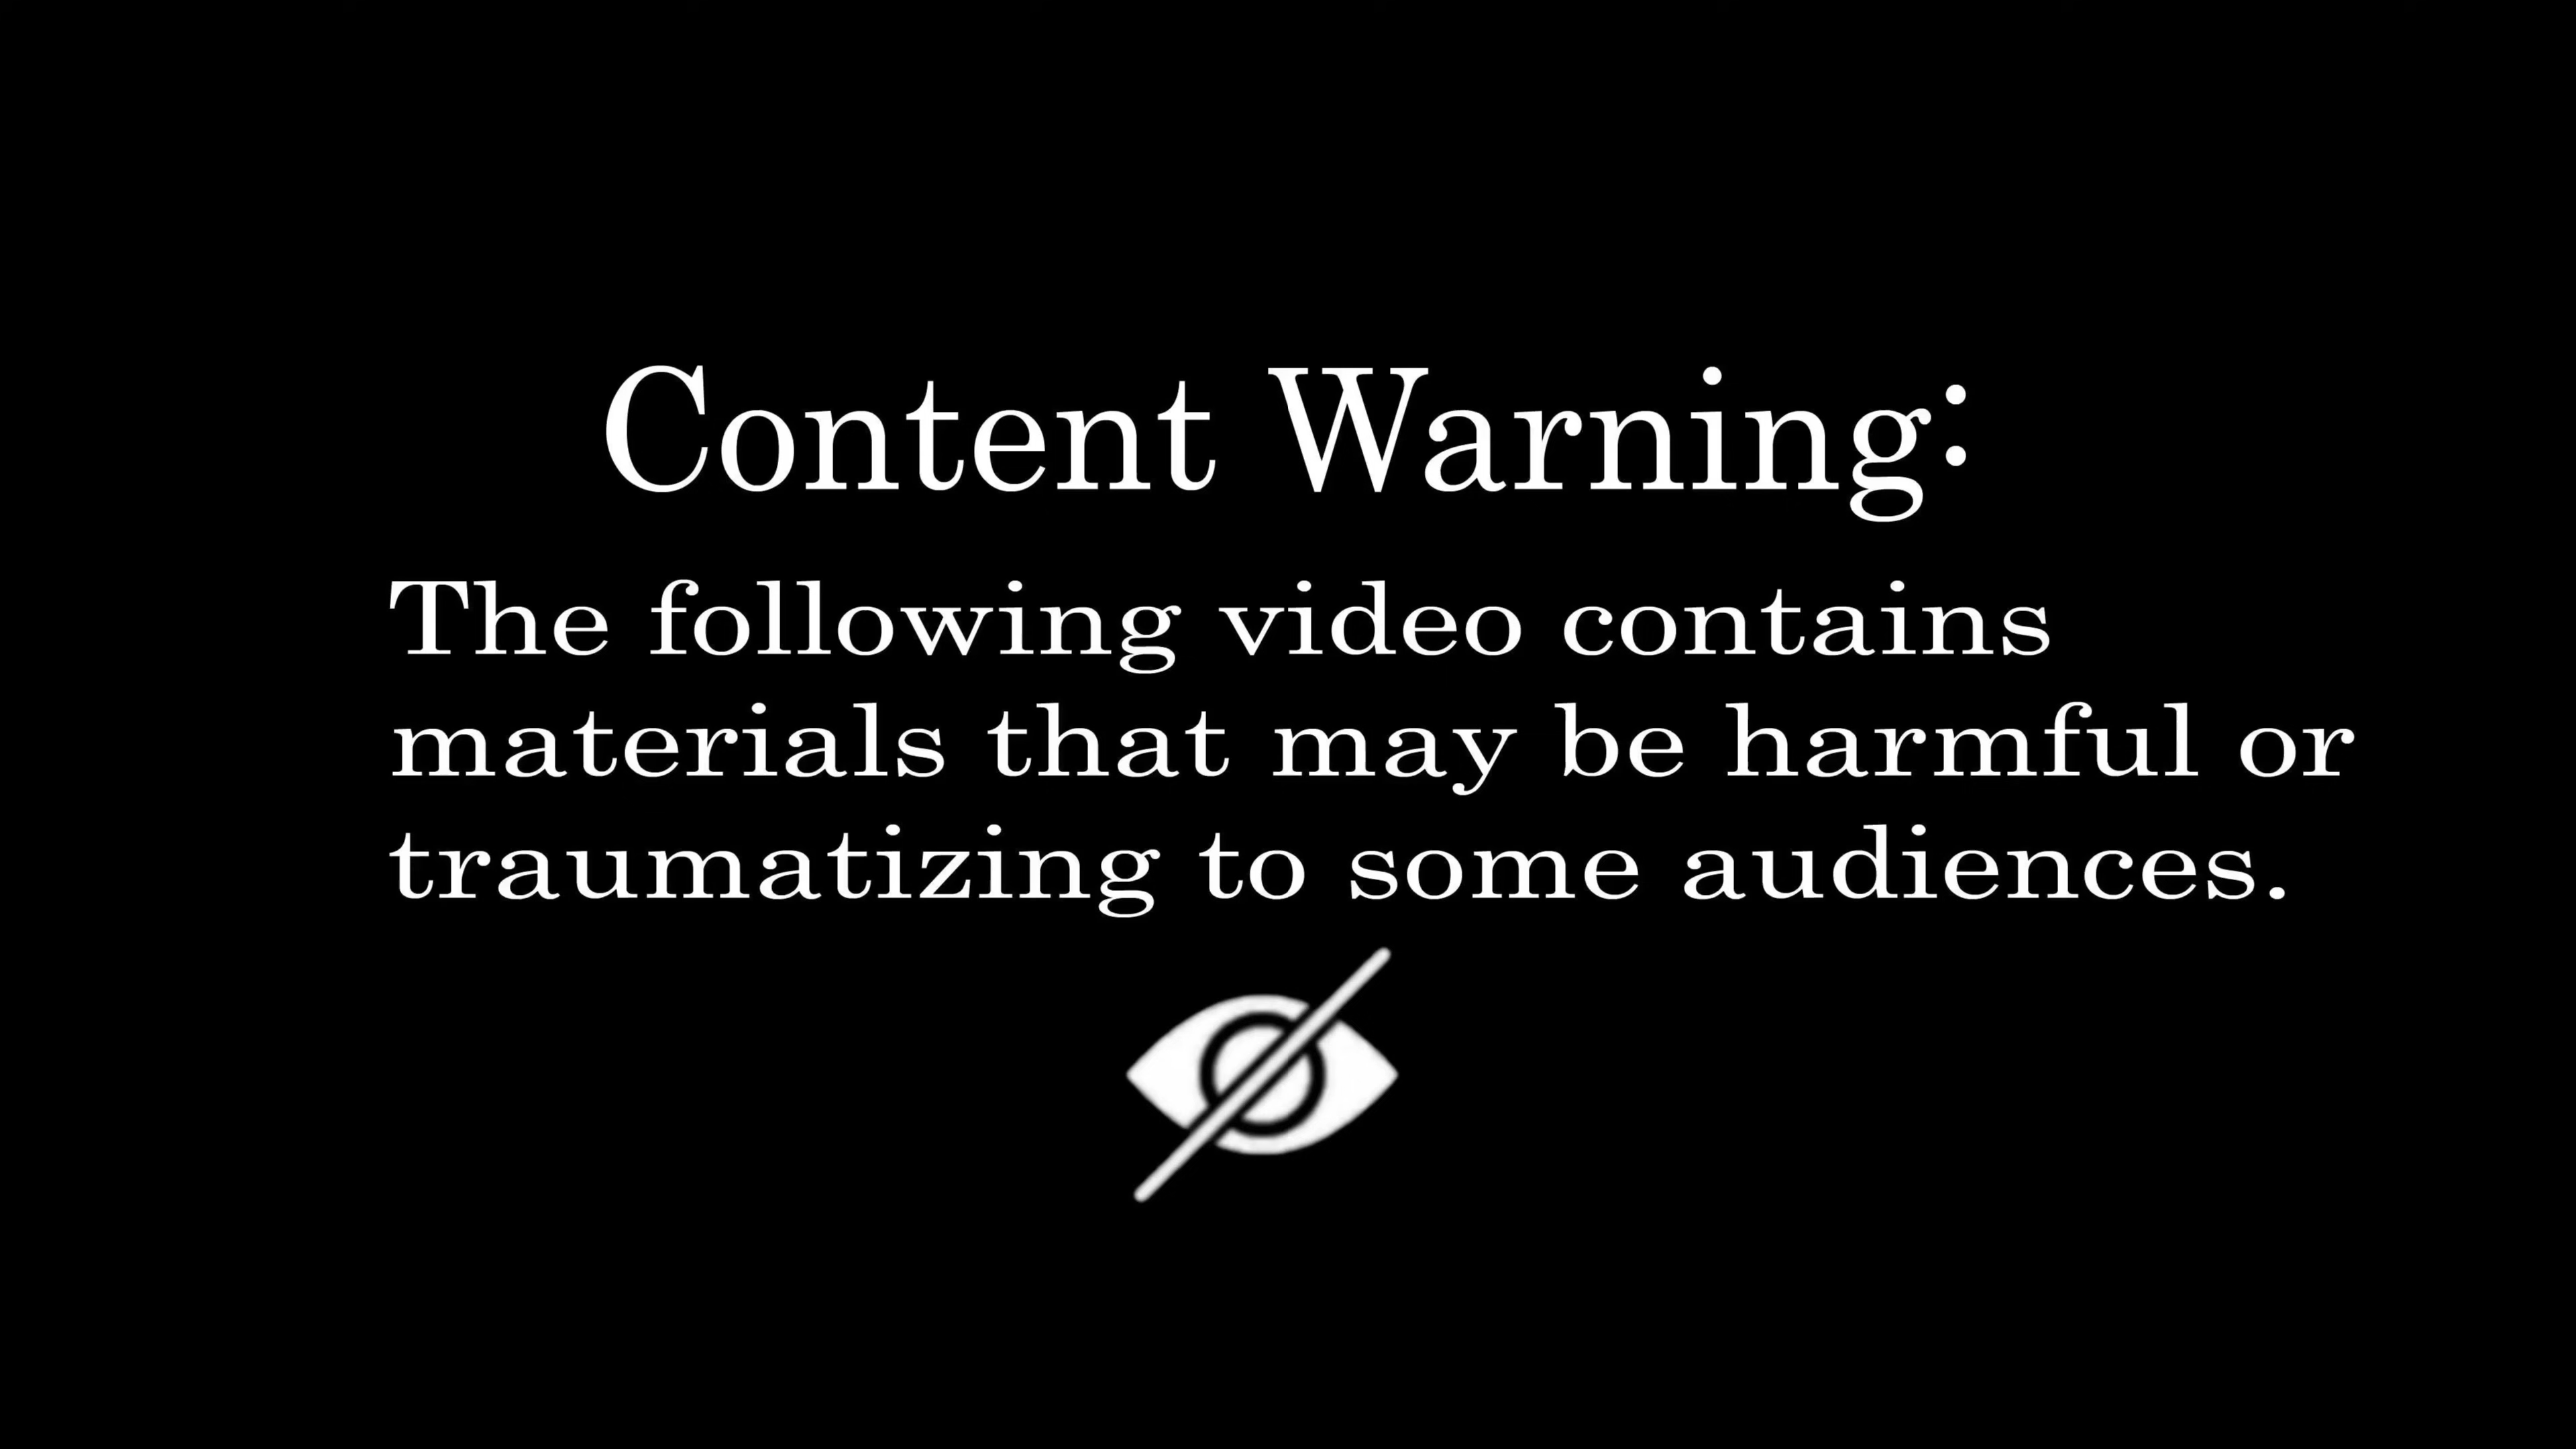 Content Warning:
The following video contains
materials that may be harmful or
traumatizing to some audiences.